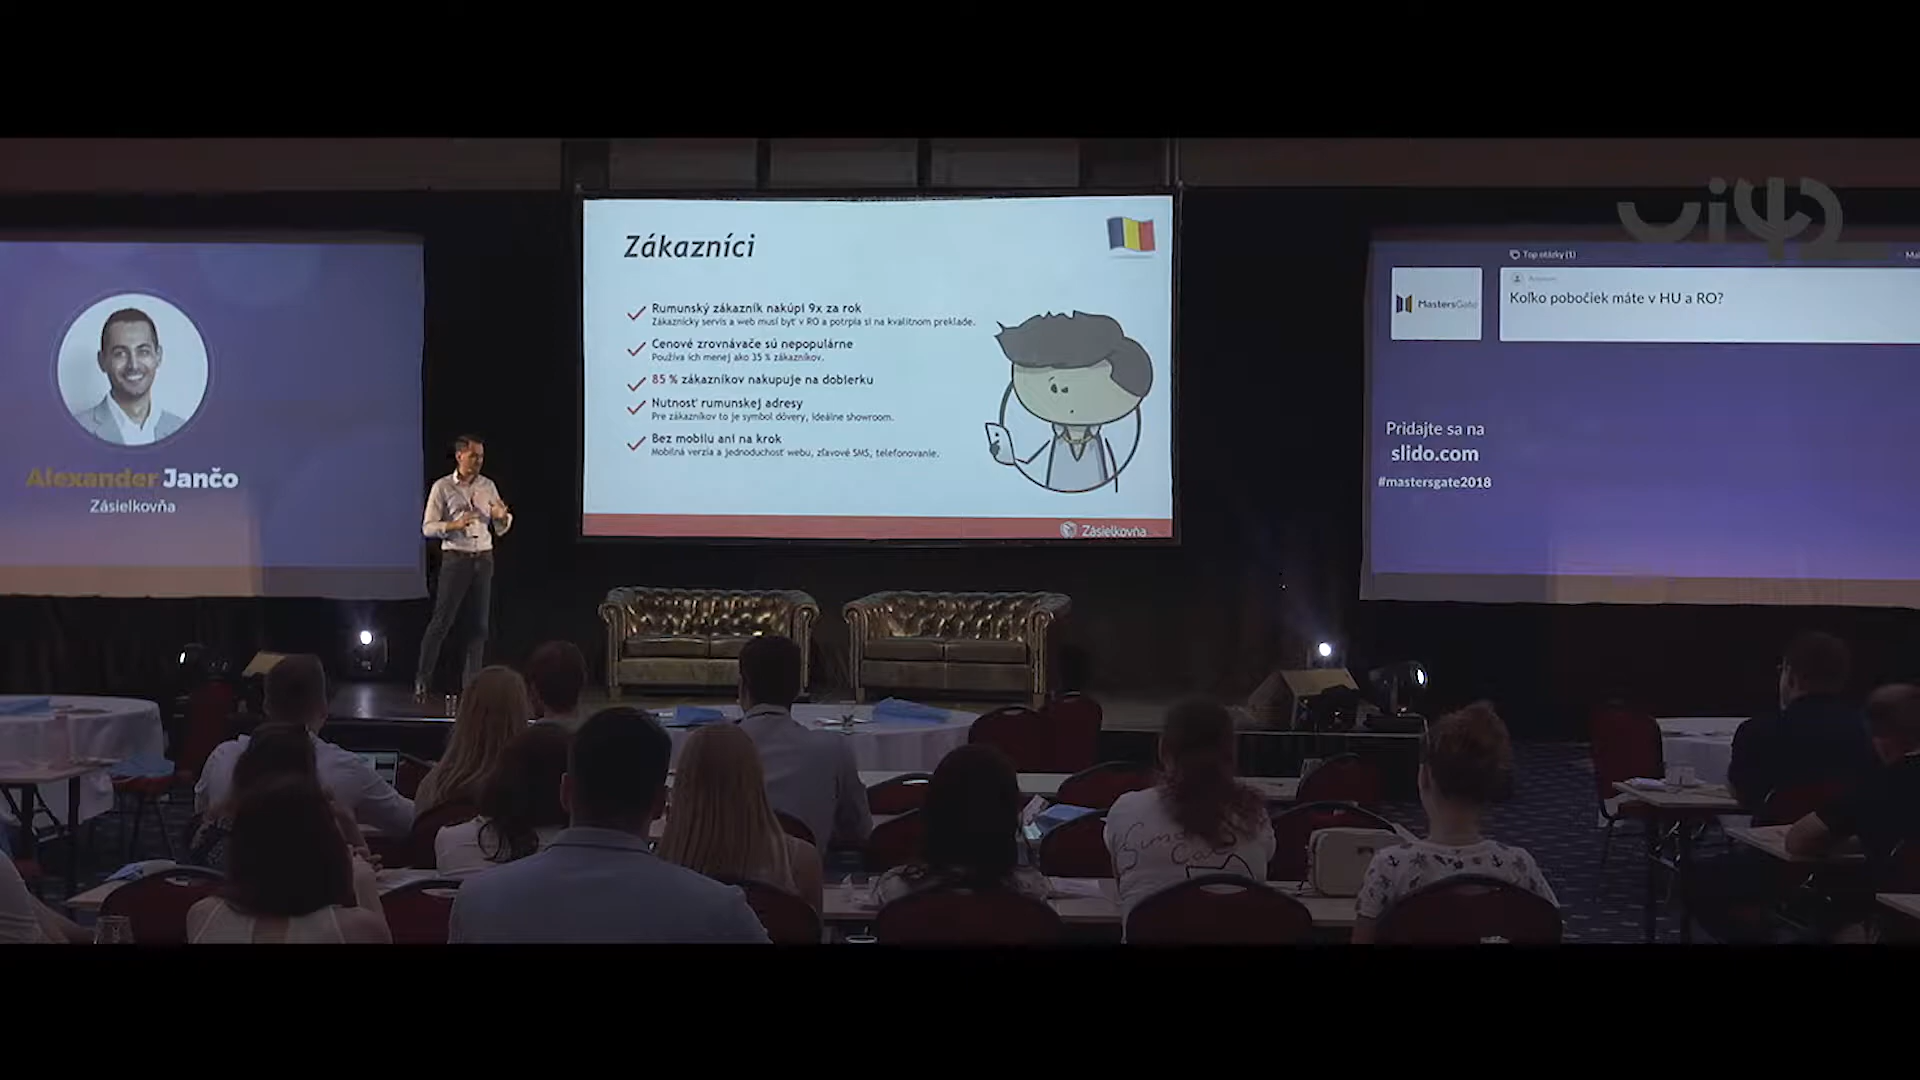 Alexander Jančo
Zásielkovňa
Zákazníci
Rumunský zákazník nakúpi 9x za rok
Zákaznícky servis a web musí byť v RO a potrpia si na kvalitnom preklade.
Cenové zrovnávače sú nepopulárne
Používa ich menej ako 35 % zákazníkov.
85 % zákazníkov nakupuje na dobierku
Nutnosť rumunskej adresy
Pre zákazníkov to je symbol dôvery, ideálne showroom.
Bez mobilu ani na krok
Mobilná verzia a jednoduchosť webu, zľavové SMS, telefonovanie.
Zásielkovňa
Top otázky (1)
MastersGate
Koľko pobočiek máte v HU a RO?
Pridajte sa na
slido.com
#mastersgate2018